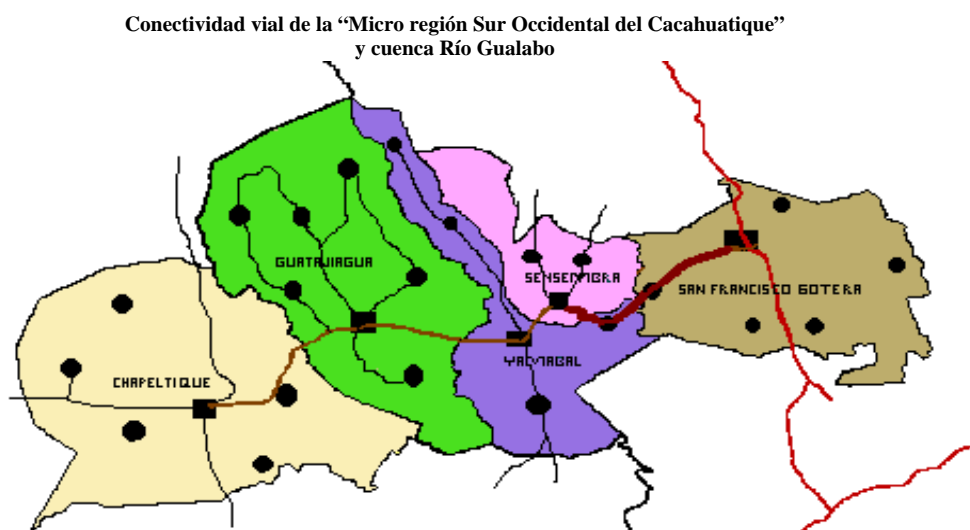 Conectividad vial de la “Micro región Sur Occidental del Cacahuatique”
y cuenca Río Gualabo
GUATAJIAGUA
SENSEMBRA
SAN FRANCISCO GOTERA
YAMABAL
CHAPELTIQUE